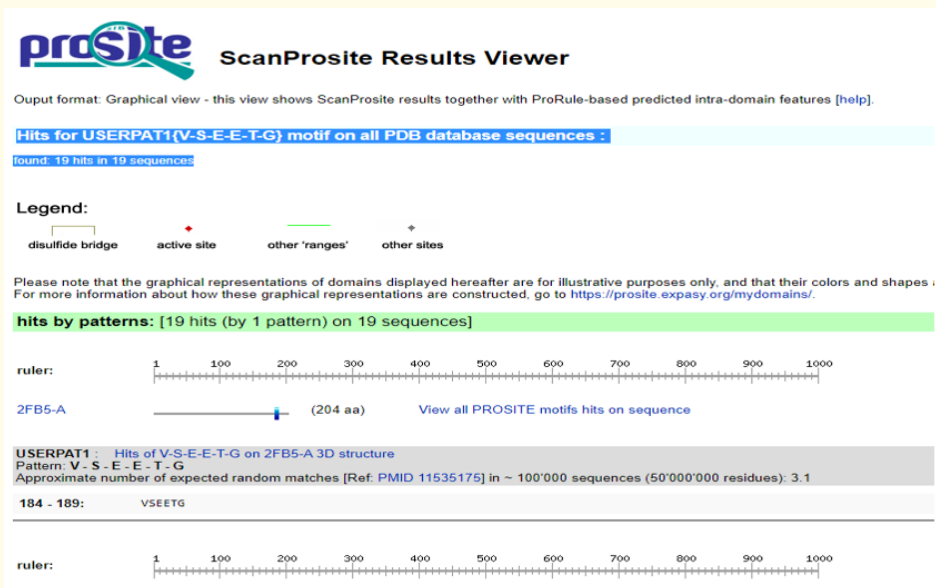 prosite
ScanProsite Results Viewer
Ouput format: Graphical view - this view shows ScanProsite results together with ProRule-based predicted intra-domain features [help].
Hits for USERPAT1{V-S-E-E-T-G} motif on all PDB database sequences :
found: 19 hits in 19 sequences
Legend:
disulfide bridge active site other 'ranges' other sites
Please note that the graphical representations of domains displayed hereafter are for illustrative purposes only, and that their colors and shapes
For more information about how these graphical representations are constructed, go to https://prosite.expasy.org/mydomains/.
hits by patterns: [19 hits (by 1 pattern) on 19 sequences]
ruler: 1 100 200 300 400 500 600 700 800 900 1000
2FB5-A (204 aa) View all PROSITE motifs hits on sequence
USERPAT1 : Hits of V-S-E-E-T-G on 2FB5-A 3D structure
Pattern: V - S - E - E - T - G
Approximate number of expected random matches [Ref: PMID 11535175] in ~ 100'000 sequences (50'000'000 residues): 3.1
184 - 189: VSEETG
ruler: 1 100 200 300 400 500 600 700 800 900 1000